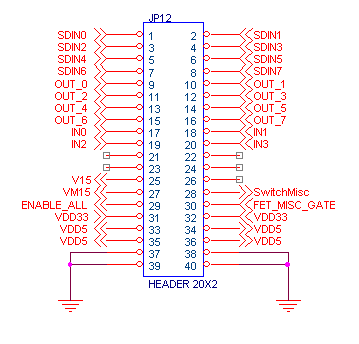 JP12
SDIN0 1 2 SDIN1
SDIN2 3 4 SDIN3
SDIN4 5 6 SDIN5
SDIN6 7 8 SDIN7
OUT_0 9 10 OUT_1
OUT_2 11 12 OUT_3
OUT_4 13 14 OUT_5
OUT_6 15 16 OUT_7
IN0 17 18 IN1
IN2 19 20 IN3
21 22
23 24
V15 25 26
VM15 27 28 SwitchMisc
ENABLE_ALL 29 30 FET_MISC_GATE
VDD33 31 32 VDD33
VDD5 33 34 VDD5
VDD5 35 36 VDD5
37 38
39 40
HEADER 20X2